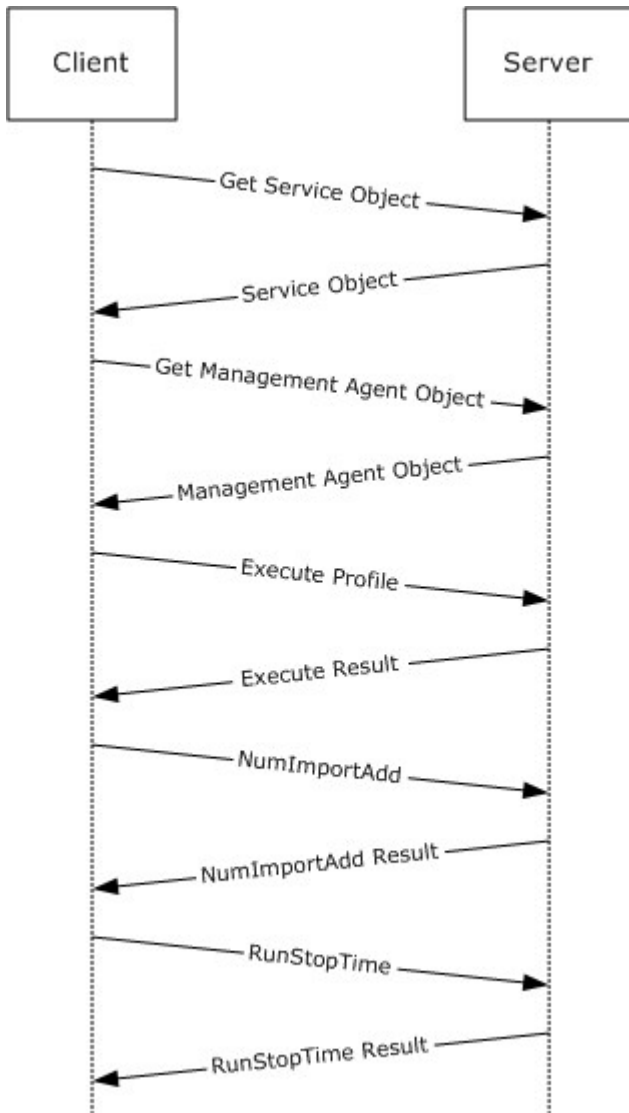 Client
Server
Get Service Object
Service Object
Get Management Agent Object
Management Agent Object
Execute Profile
Execute Result
NumImportAdd
NumImportAdd Result
RunStopTime
RunStopTime Result